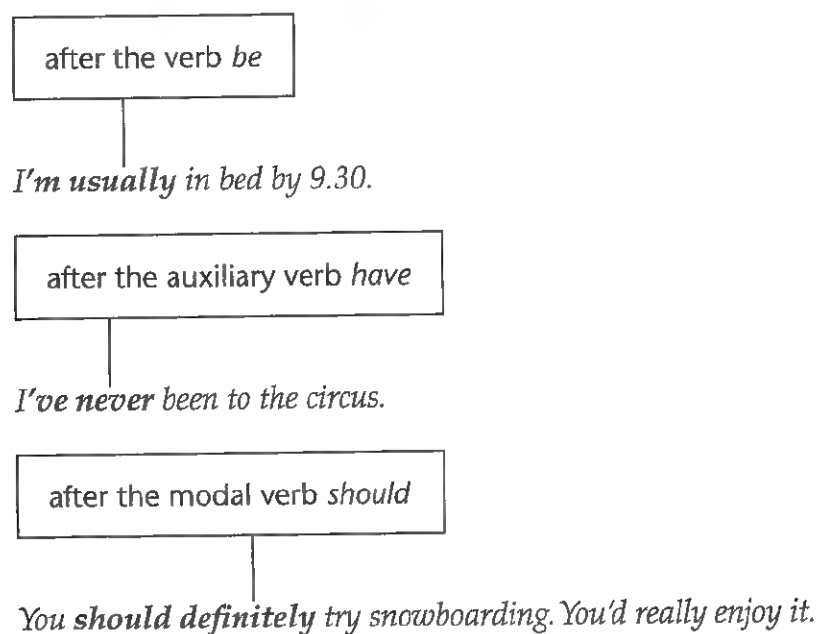 after the verb be
I'm usually in bed by 9.30.
after the auxiliary verb have
I've never been to the circus.
after the modal verb should
You should definitely try snowboarding. You'd really enjoy it.